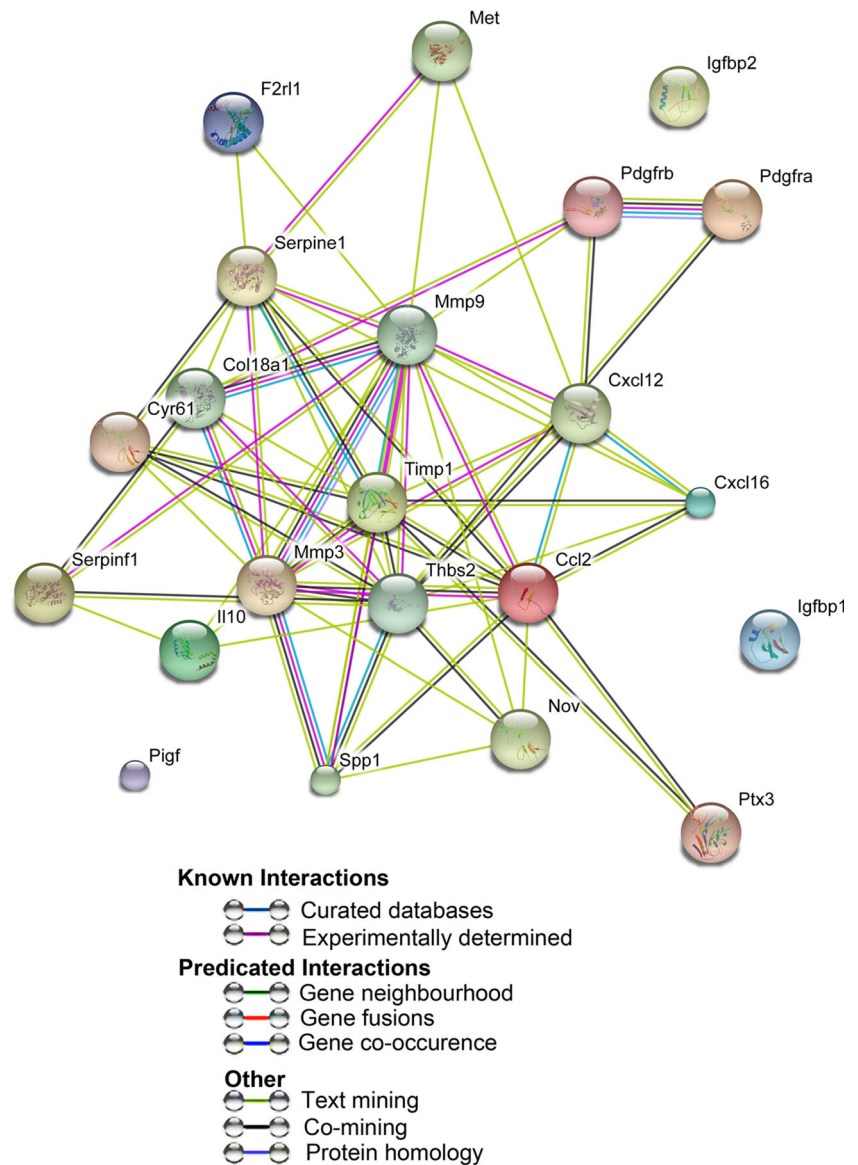 Met
Igfbp2
F2rl1
Pdgfrb
Pdgfra
Serpine1
Mmp9
Col18a1
Cxcl12
Cyr61
Timp1
Cxcl16
Mmp3
Thbs2
Ccl2
Serpinf1
Igfbp1
Il10
Nov
Pigf
Spp1
Ptx3
Known Interactions
Curated databases
Experimentally determined
Predicated Interactions
Gene neighbourhood
Gene fusions
Gene co-occurence
Other
Text mining
Co-mining
Protein homology